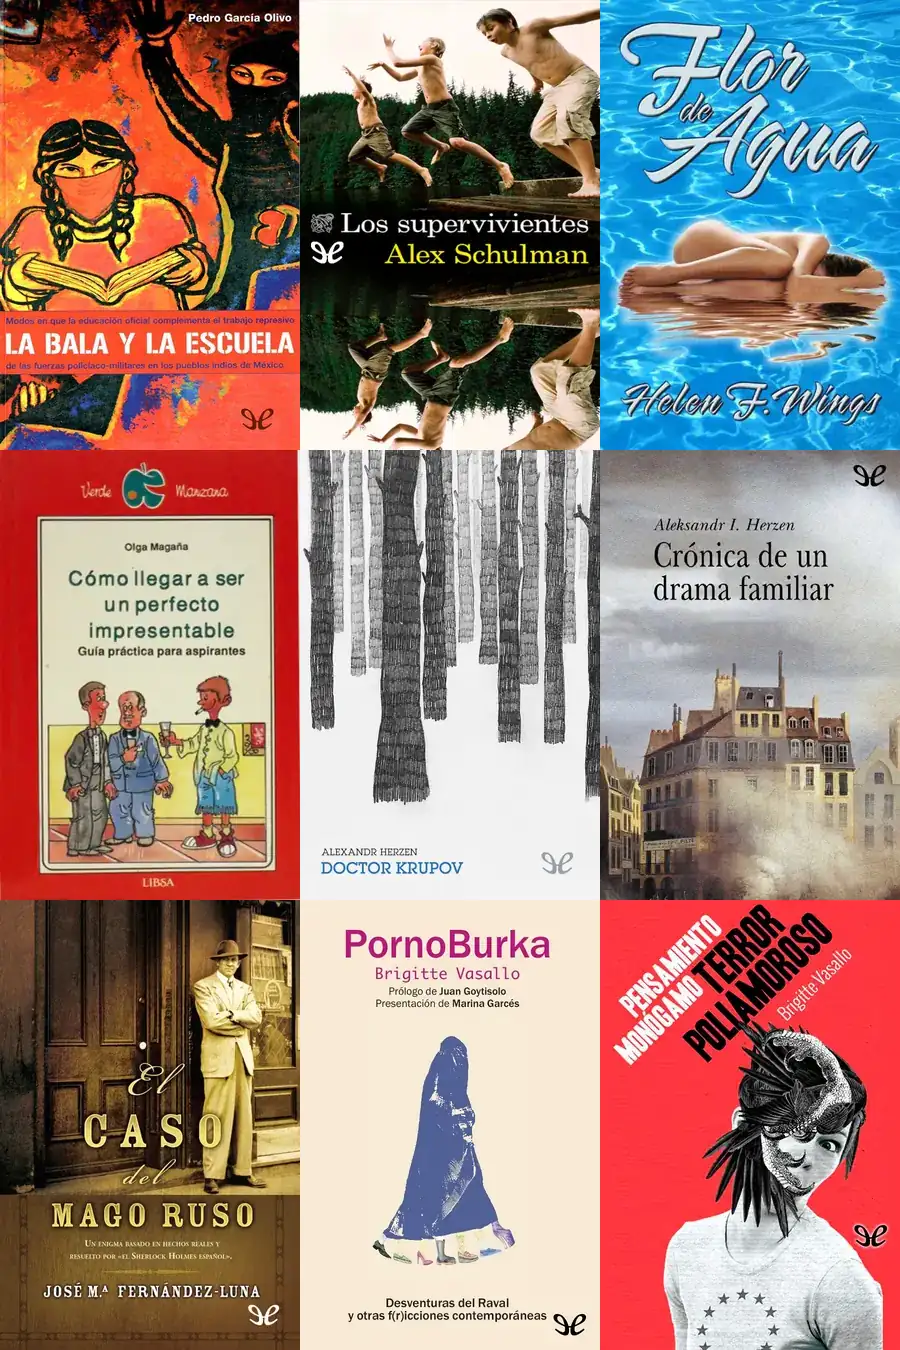 Pedro García Olivo
Modos en que la educación oficial complementa el trabajo represivo
LA BALA Y LA ESCUELA
de las fuerzas policiaco-militares en los pueblos indios de México
Los supervivientes
Alex Schulman
Flor
de
Agua
Helen F. Wings
Verde Manzana
Olga Magaña
Cómo llegar a ser
un perfecto
impresentable
Guía práctica para aspirantes
LIBSA
ALEXANDR HERZEN
DOCTOR KRUPOV
Aleksandr I. Herzen
Crónica de un
drama familiar
El
CASO
del
MAGO RUSO
Un enigma basado en hechos reales y
resuelto por «el Sherlock Holmes español».
JOSÉ M.ª FERNÁNDEZ-LUNA
PornoBurka
Brigitte Vasallo
Prólogo de Juan Goytisolo
Presentación de Marina Garcés
Desventuras del Raval
y otras f(r)icciones contemporáneas
PENSAMIENTO
MONÓGAMO TERROR
POLIAMOROSO
Brigitte Vasallo